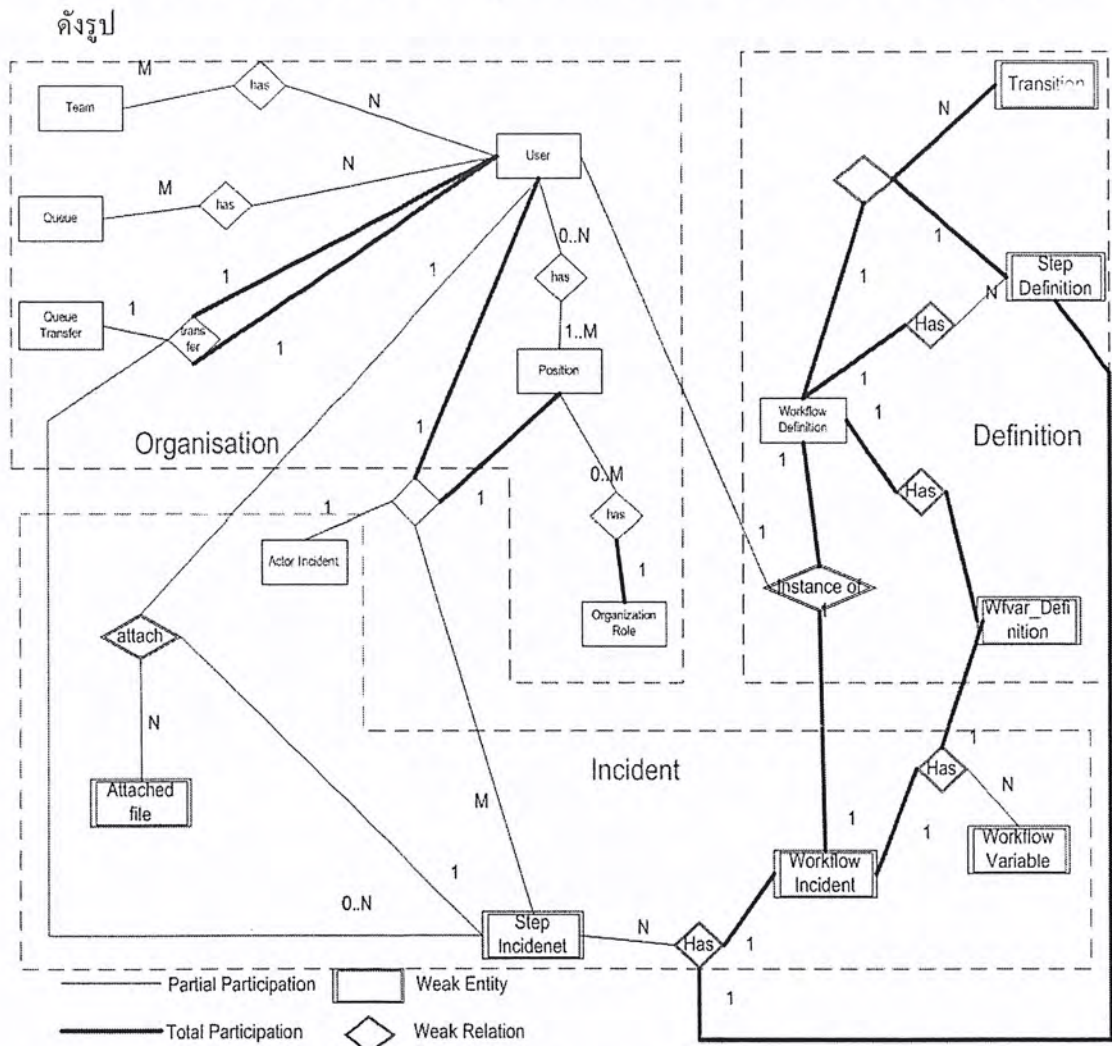 ดังรูป
M
has
Team
N
User
Transition
N
N
M
Queue
has
1
Step
Definition
1
0..N
1
1
N
Has
Queue
Transfer
1
has
trans
fer
1
1..M
Position
1
1
Workflow
Definition
Organisation
Definition
1
1
0..M
Has
1
1
has
Actor Incident
1
1
Instance of
1
Organization
Role
Wfvar_De
finition
attach
N
Incident
1
Has
Attached
file
M
N
1
1
Workflow
Variable
1
Workflow
Incident
0..N
Step
Incidenet
N
Has
1
Partial Participation
Weak Entity
1
Total Participation
Weak Relation